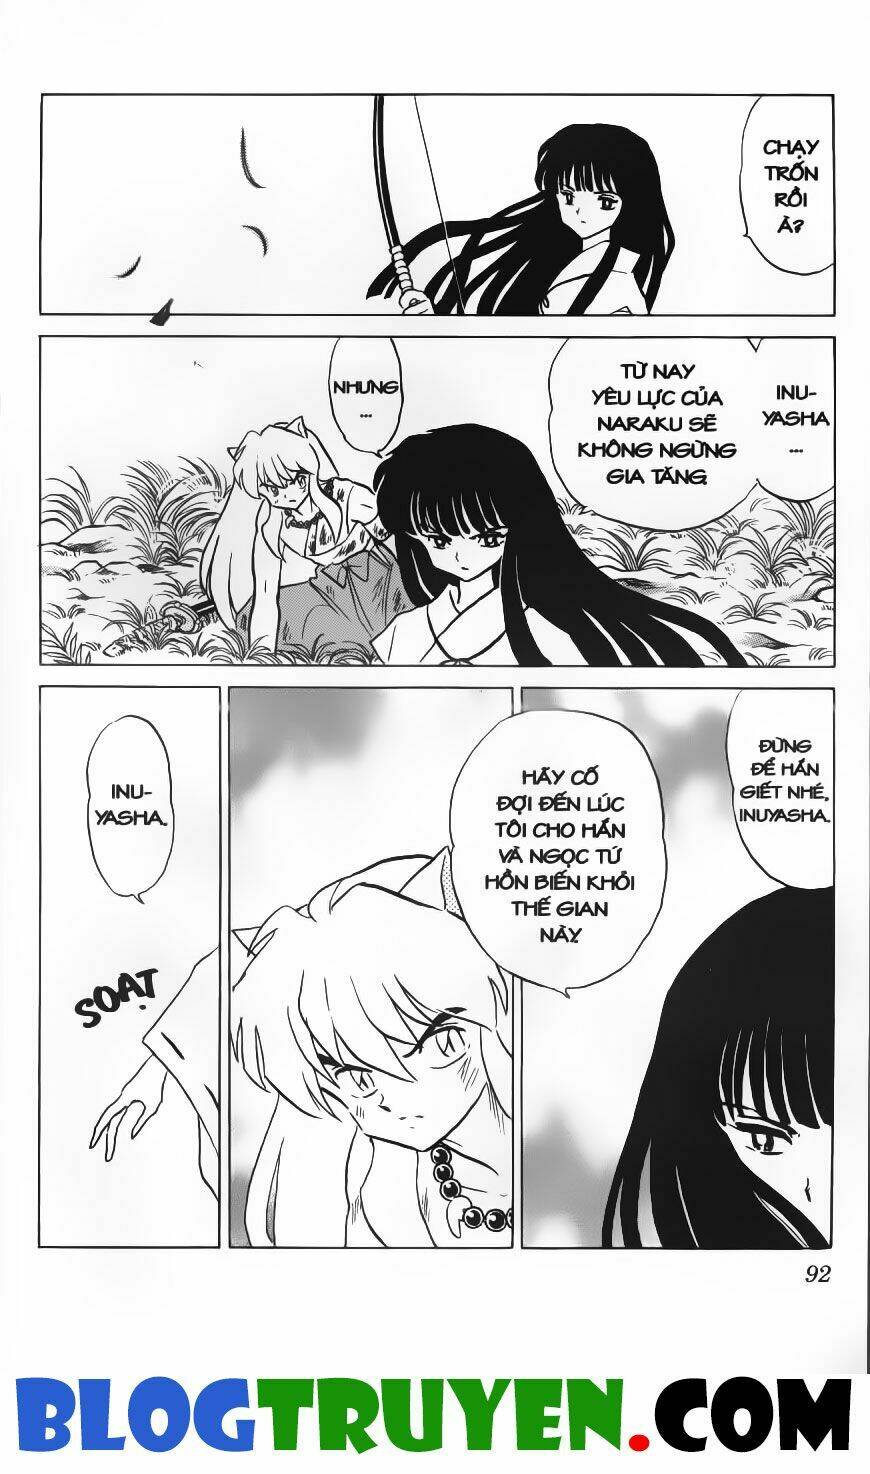 CHẠY
TRỐN
RỒI
À?
INU-
YASHA
...
TỪ NAY
YÊU LỰC CỦA
NARAKU SẼ
KHÔNG NGỪNG
GIA TĂNG.
NHƯNG
...
ĐỪNG
ĐỂ HẮN
GIẾT NHÉ,
INUYASHA.
HÃY CỐ
ĐỢI ĐẾN LÚC
TÔI CHO HẮN
VÀ NGỌC TỨ
HỒN BIẾN KHỎI
THẾ GIAN
NÀY.
INU-
YASHA.
SOẠT
92
BLOGTRUYEN.COM